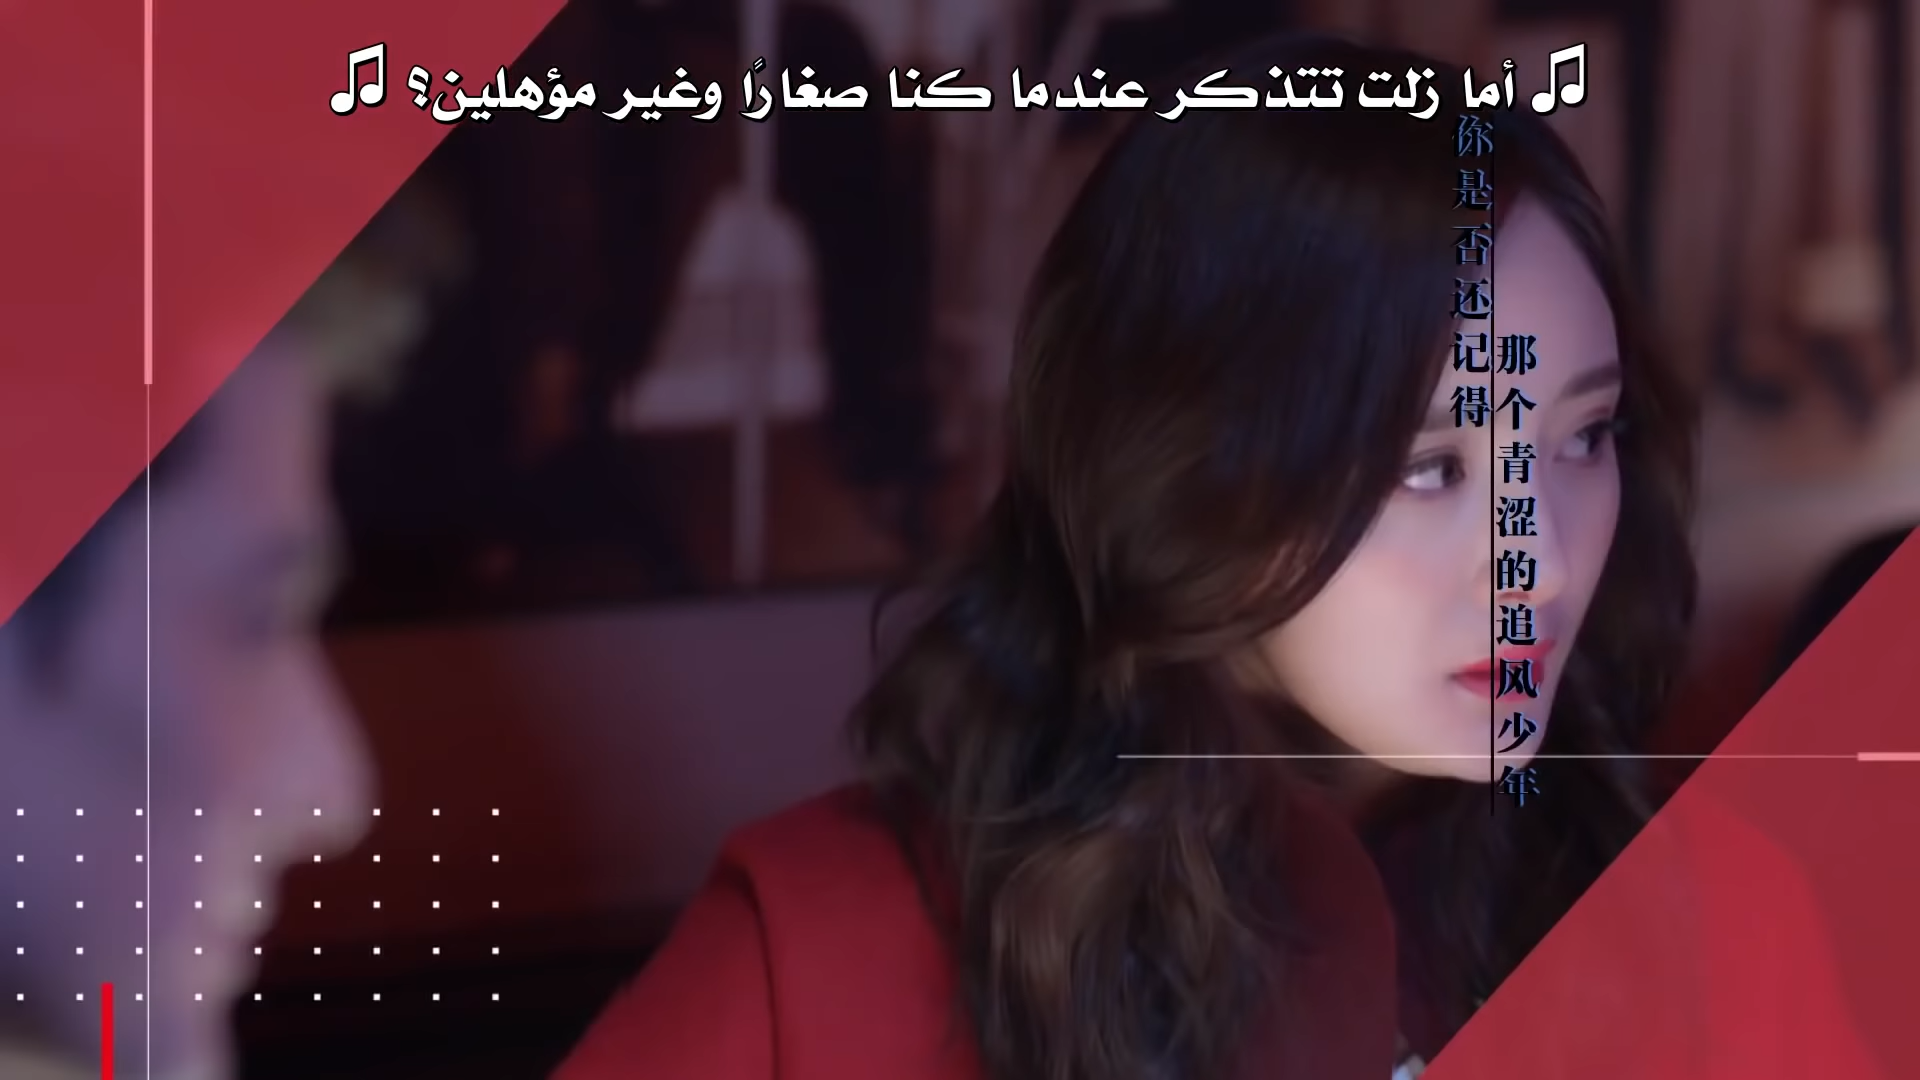 ♫ أما زلت تتذكر عندما كنا صغارًا وغير مؤهلين؟ ♫
你是否还记得
那个青涩的追风少年